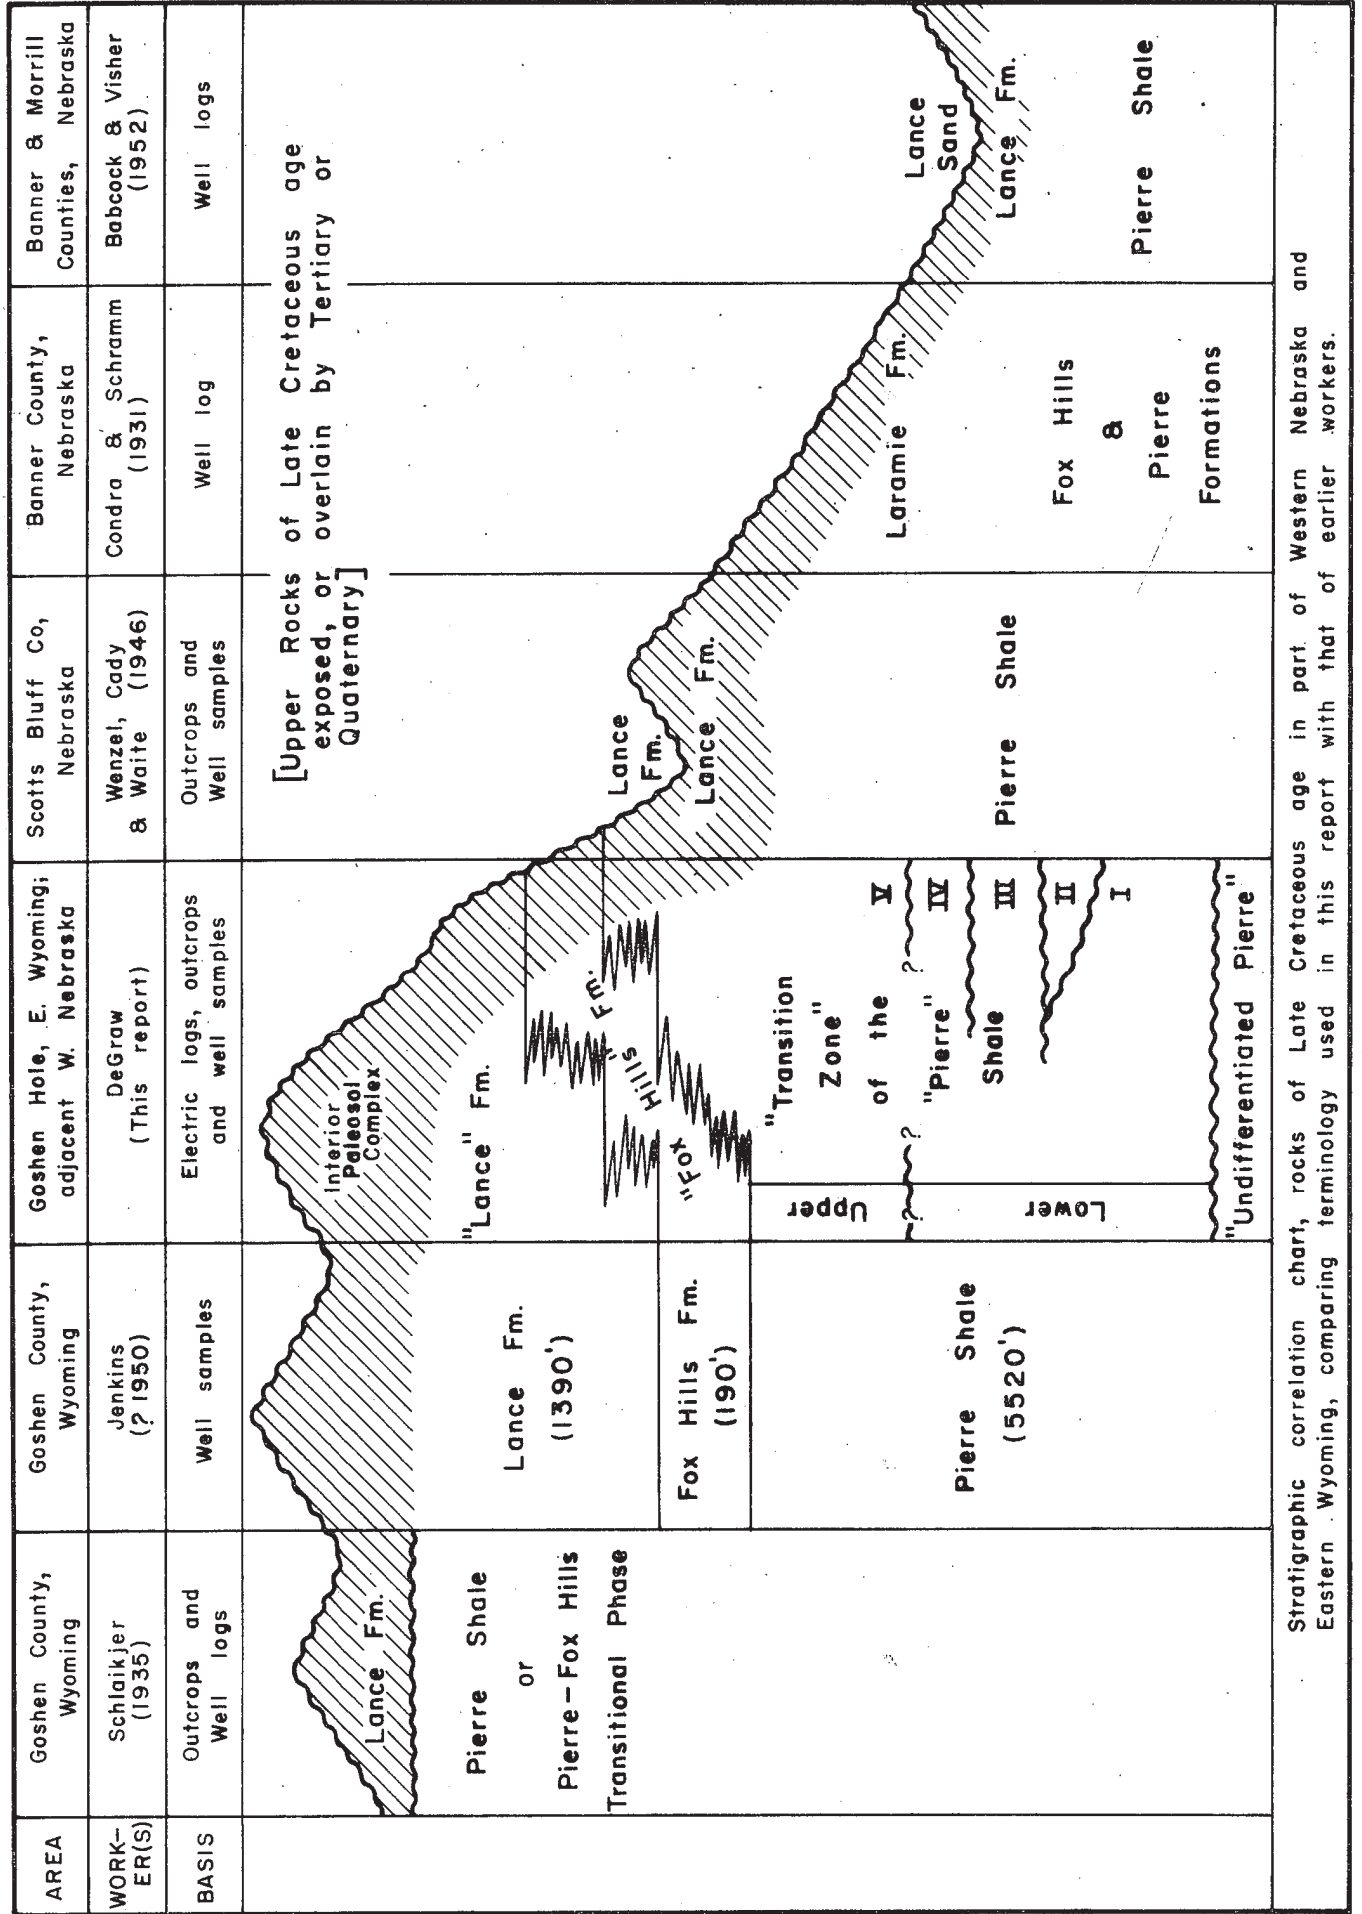 AREA
Goshen County,
Wyoming
Goshen County,
Wyoming
Goshen Hole, E. Wyoming;
adjacent W. Nebraska
Scotts Bluff Co,
Nebraska
Banner County,
Nebraska
Banner & Morrill
Counties, Nebraska
WORK-
ER(S)
Schlaikjer
(1935)
Jenkins
(? 1950)
DeGraw
(This report)
Wenzel, Cady
& Waite (1946)
Condra & Schramm
(1931)
Babcock & Visher
(1952)
BASIS
Outcrops and
Well logs
Well samples
Electric logs, outcrops
and well samples
Outcrops and
Well samples
Well log
Well logs
[Upper Rocks of Late Cretaceous age
exposed, or overlain by Tertiary or
Quaternary]
Lance Fm.
Pierre Shale
or
Pierre-Fox Hills
Transitional Phase
Lance Fm.
(1390')
Fox Hills Fm.
(190')
Pierre Shale
(5520')
Interior
Paleosol
Complex
"Lance" Fm.
"Fox Hills" Fm.
Upper
Lower
"Transition
Zone"
of the
"Pierre"
Shale
V
IV
III
II
I
? ? ?
"Undifferentiated Pierre"
Lance
Fm.
Lance Fm.
Pierre Shale
Laramie Fm.
Fox Hills
&
Pierre
Formations
Lance
Sand
Lance Fm.
Pierre Shale
Stratigraphic correlation chart, rocks of Late Cretaceous age in part of Western Nebraska and
Eastern Wyoming, comparing terminology used in this report with that of earlier workers.